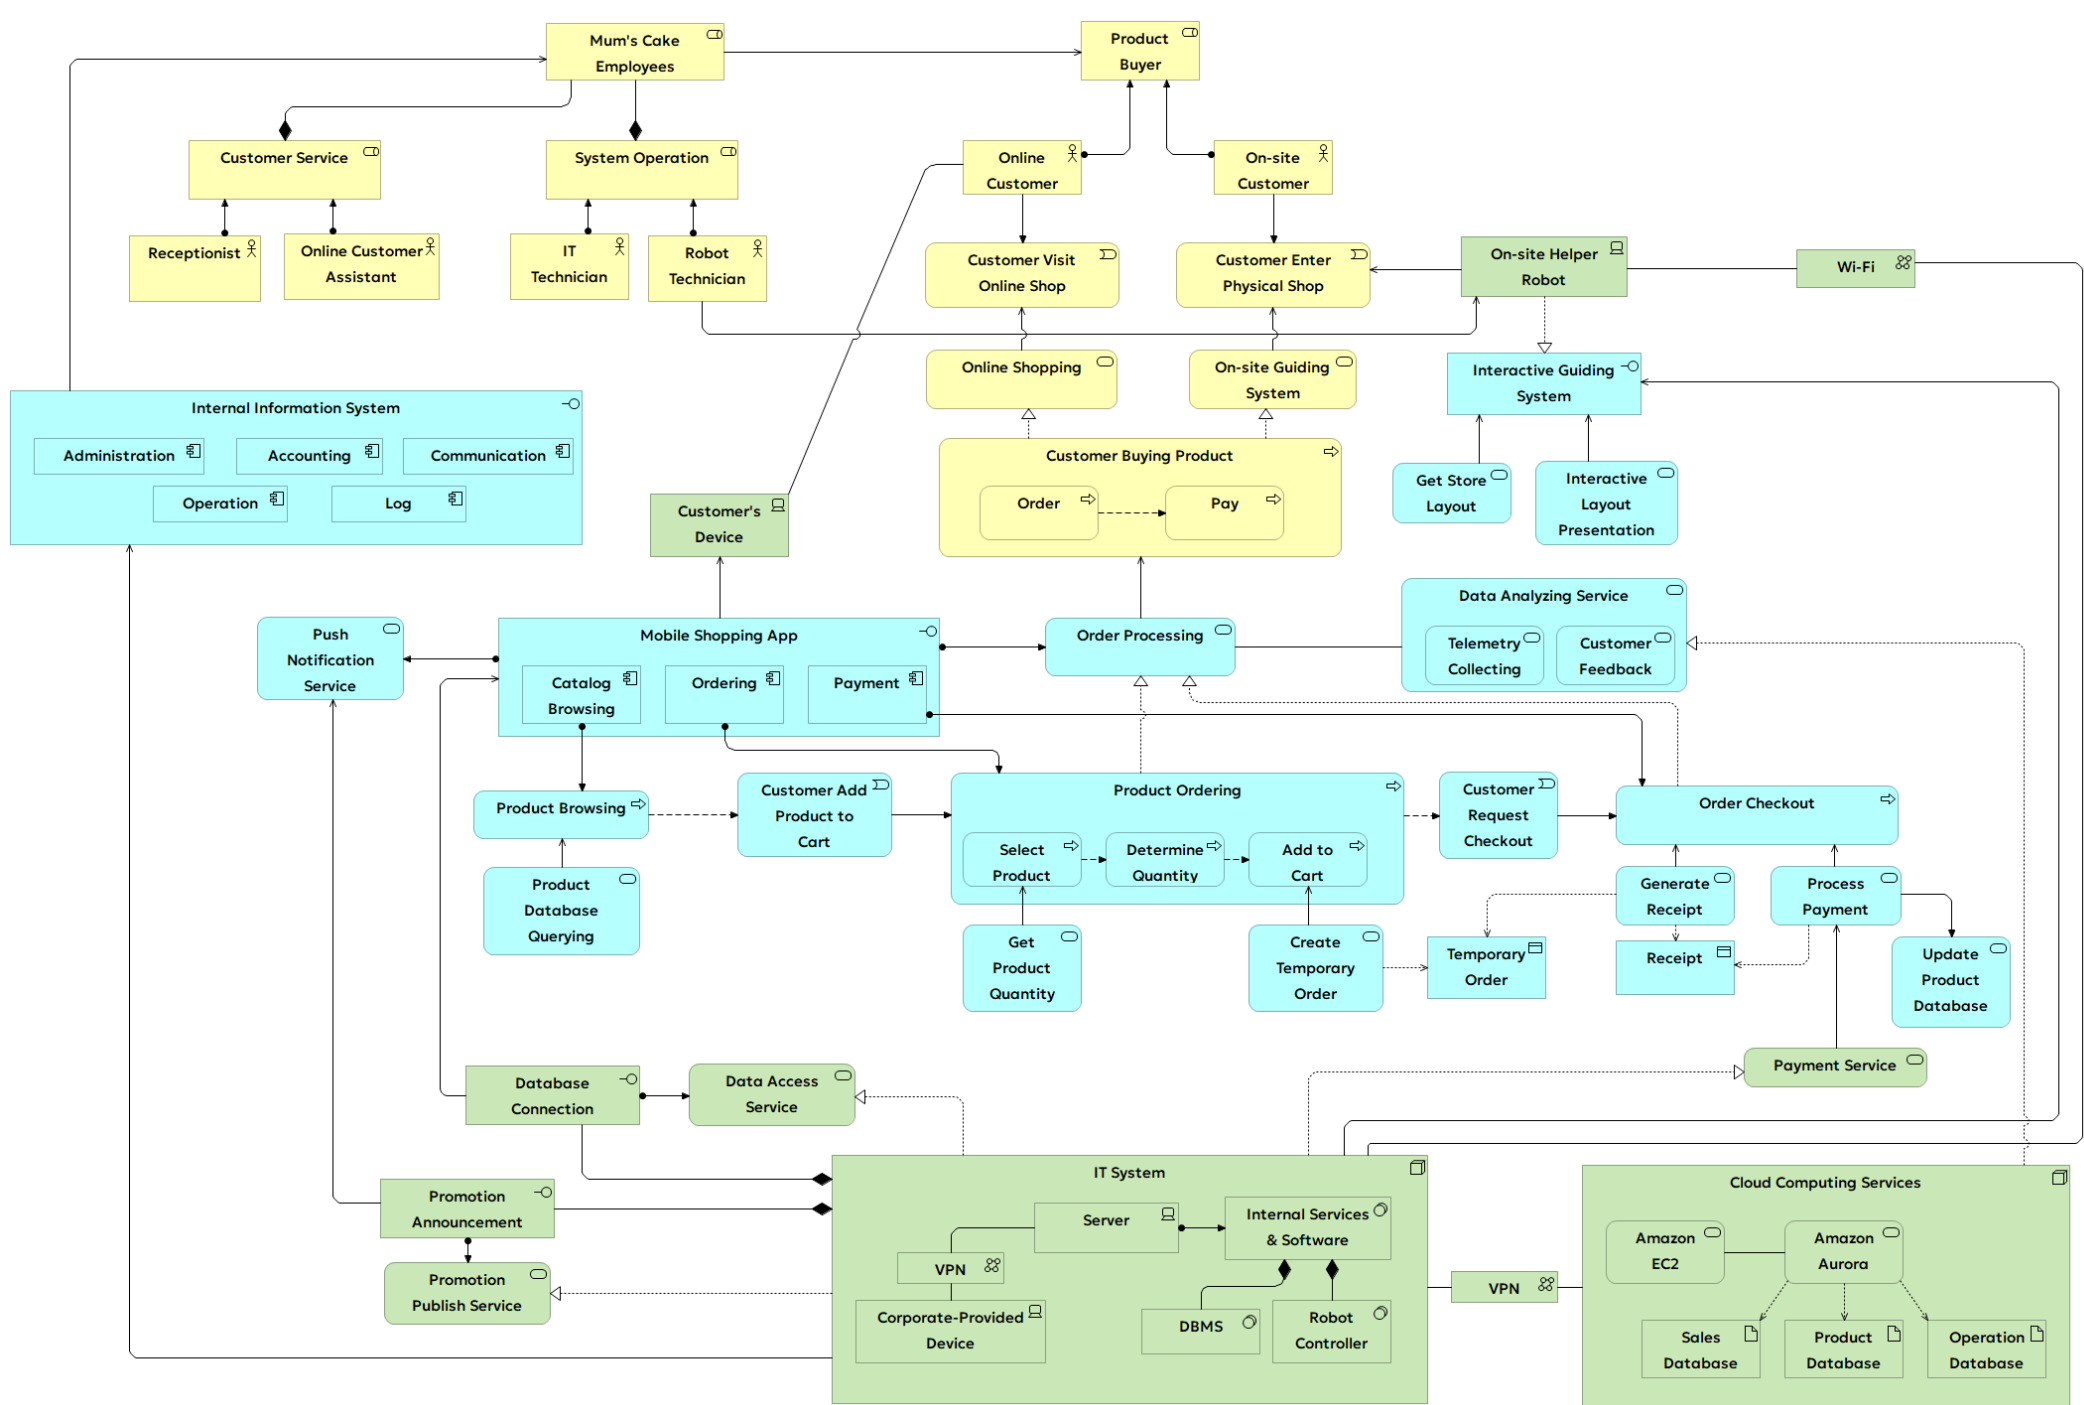 Mum's Cake
Employees
Product
Buyer
Customer Service
System Operation
Online
Customer
On-site
Customer
Receptionist
Online Customer
Assistant
IT
Technician
Robot
Technician
Customer Visit
Online Shop
Customer Enter
Physical Shop
On-site Helper
Robot
Wi-Fi
Online Shopping
On-site Guiding
System
Interactive Guiding
System
Internal Information System
Administration
Accounting
Communication
Operation
Log
Customer's
Device
Customer Buying Product
Order
Pay
Get Store
Layout
Interactive
Layout
Presentation
Push
Notification
Service
Mobile Shopping App
Catalog
Browsing
Ordering
Payment
Order Processing
Data Analyzing Service
Telemetry
Collecting
Customer
Feedback
Product Browsing
Customer Add
Product to
Cart
Product Ordering
Select
Product
Determine
Quantity
Add to
Cart
Customer
Request
Checkout
Order Checkout
Product
Database
Querying
Get
Product
Quantity
Create
Temporary
Order
Temporary
Order
Generate
Receipt
Receipt
Process
Payment
Update
Product
Database
Database
Connection
Data Access
Service
Payment Service
Promotion
Announcement
Promotion
Publish Service
IT System
Server
Internal Services
& Software
VPN
Corporate-Provided
Device
DBMS
Robot
Controller
VPN
Cloud Computing Services
Amazon
EC2
Amazon
Aurora
Sales
Database
Product
Database
Operation
Database